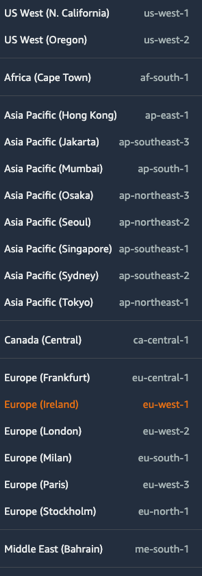 US West (N. California) us-west-1
US West (Oregon) us-west-2
Africa (Cape Town) af-south-1
Asia Pacific (Hong Kong) ap-east-1
Asia Pacific (Jakarta) ap-southeast-3
Asia Pacific (Mumbai) ap-south-1
Asia Pacific (Osaka) ap-northeast-3
Asia Pacific (Seoul) ap-northeast-2
Asia Pacific (Singapore) ap-southeast-1
Asia Pacific (Sydney) ap-southeast-2
Asia Pacific (Tokyo) ap-northeast-1
Canada (Central) ca-central-1
Europe (Frankfurt) eu-central-1
Europe (Ireland) eu-west-1
Europe (London) eu-west-2
Europe (Milan) eu-south-1
Europe (Paris) eu-west-3
Europe (Stockholm) eu-north-1
Middle East (Bahrain) me-south-1